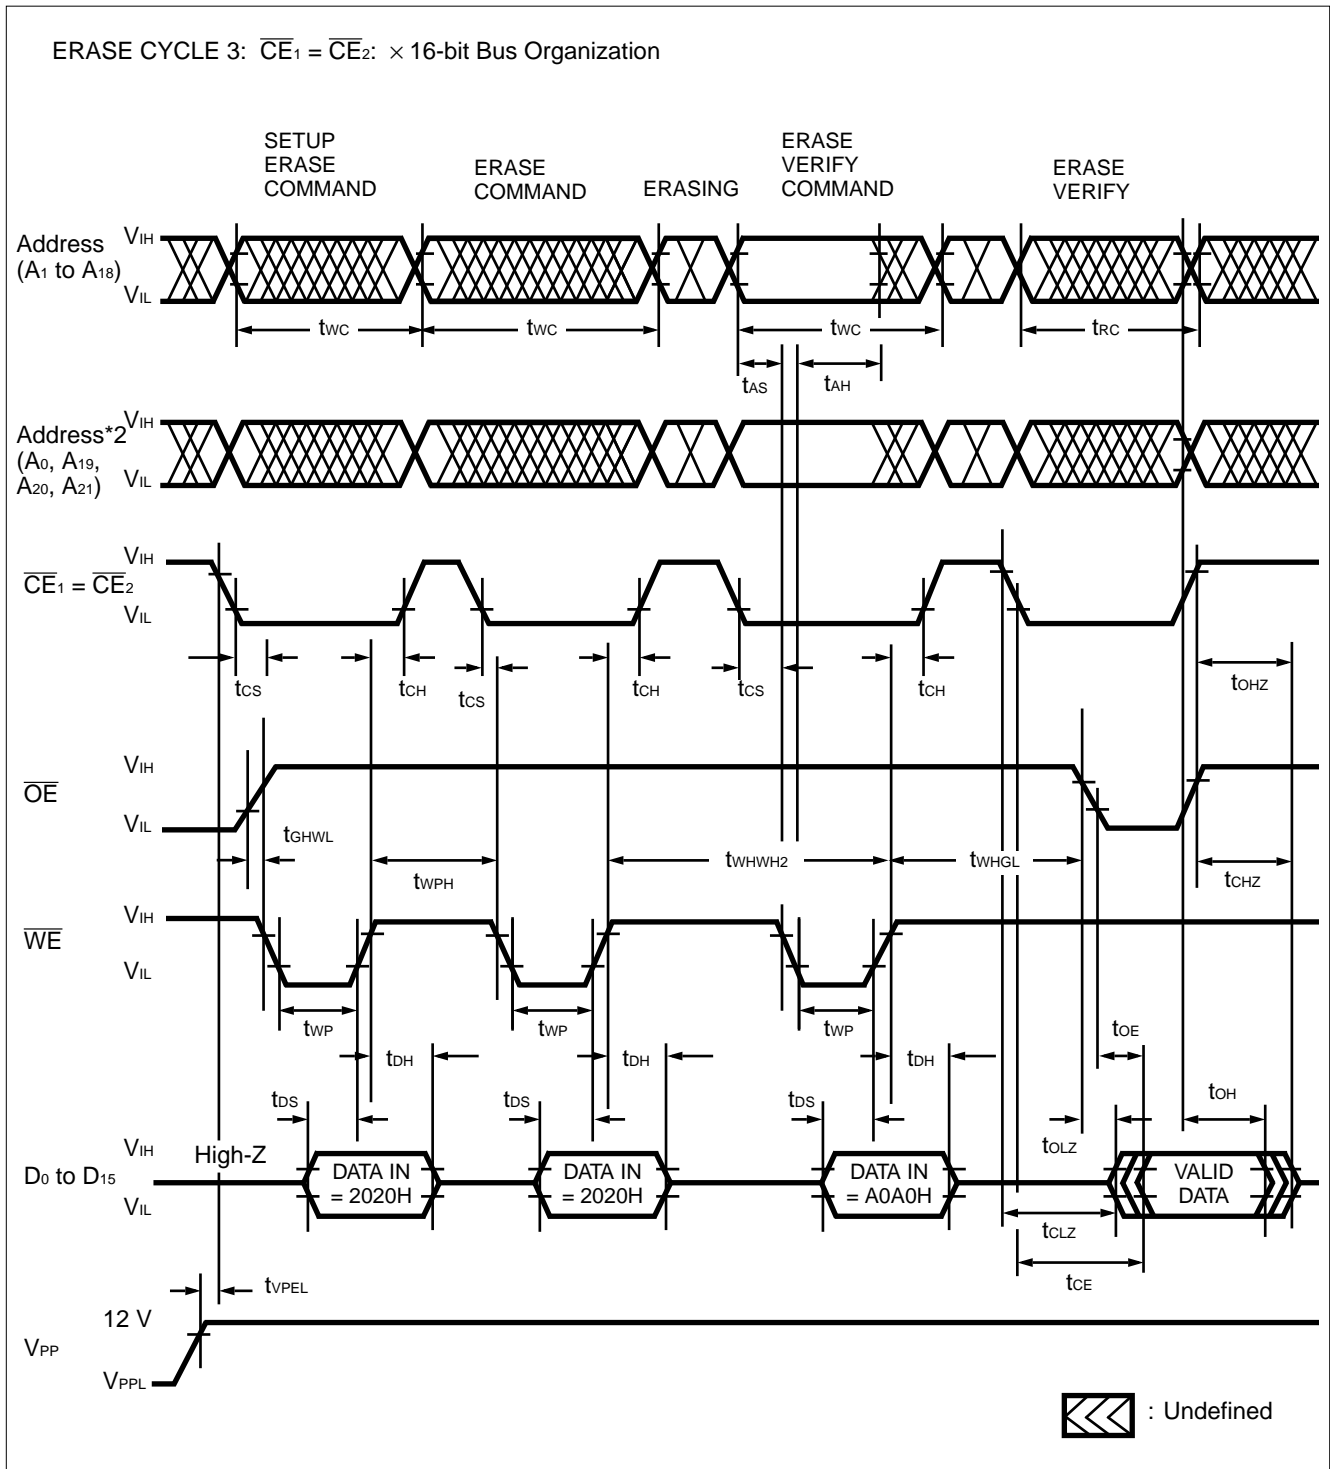 ERASE CYCLE 3: CE1 = CE2: × 16-bit Bus Organization
SETUP
ERASE
COMMAND
ERASE
COMMAND
ERASING
ERASE
VERIFY
COMMAND
ERASE
VERIFY
Address
(A1 to A18)
VIH
VIL
tWC
tWC
tWC
tRC
tAS
tAH
Address*2
(A0, A19,
A20, A21)
VIH
VIL
CE1 = CE2
VIH
VIL
tCS
tCH
tCS
tCH
tCS
tCH
tOHZ
OE
VIH
VIL
tGHWL
tWPH
tWHWH2
tWHGL
tCHZ
WE
VIH
VIL
tWP
tWP
tWP
tOE
tDH
tDH
tDH
tDS
tDS
tDS
tOH
tOLZ
D0 to D15
VIH
VIL
High-Z
DATA IN
= 2020H
DATA IN
= 2020H
DATA IN
= A0A0H
VALID
DATA
tCLZ
tCE
tVPEL
VPP
12 V
VPPL
: Undefined